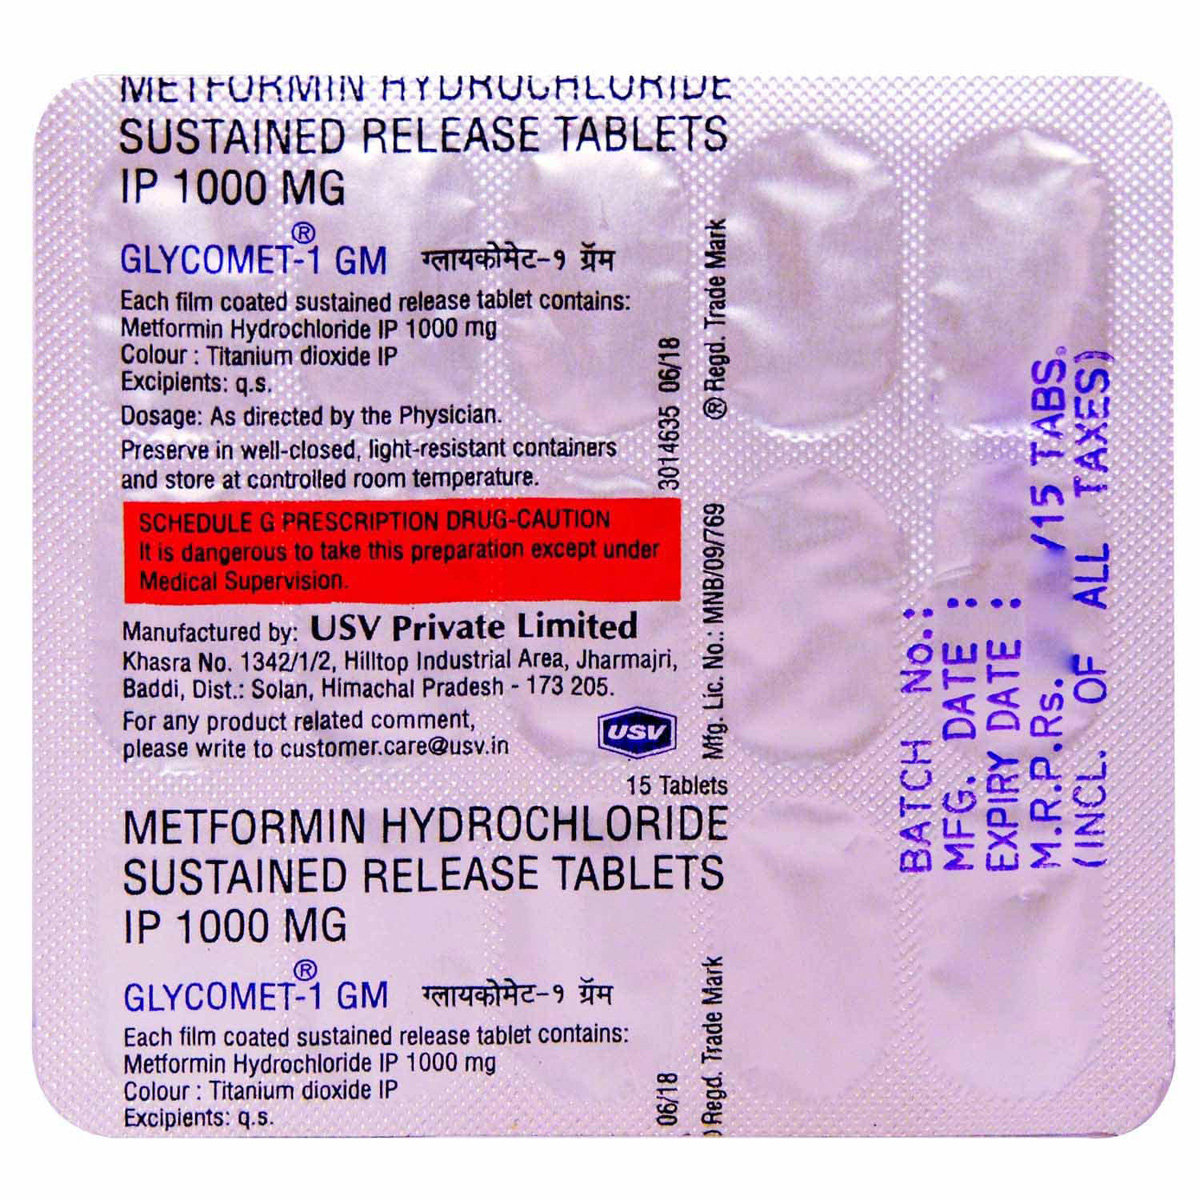 METFORMIN HYDROCHLORIDE
SUSTAINED RELEASE TABLETS
IP 1000 MG
GLYCOMET®-1 GM ग्लायकोमेट-१ ग्रॅम
Each film coated sustained release tablet contains:
Metformin Hydrochloride IP 1000 mg
Colour : Titanium dioxide IP
Excipients: q.s.
Dosage: As directed by the Physician.
Preserve in well-closed, light-resistant containers
and store at controlled room temperature.
SCHEDULE G PRESCRIPTION DRUG-CAUTION
It is dangerous to take this preparation except under
Medical Supervision.
Manufactured by: USV Private Limited
Khasra No. 1342/1/2, Hilltop Industrial Area, Jharmajri,
Baddi, Dist.: Solan, Himachal Pradesh - 173 205.
For any product related comment,
please write to customer.care@usv.in
USV
15 Tablets
3014635 06/18
® Regd. Trade Mark
Mfg. Lic. No.: MNB/09/769
METFORMIN HYDROCHLORIDE
SUSTAINED RELEASE TABLETS
IP 1000 MG
GLYCOMET®-1 GM ग्लायकोमेट-१ ग्रॅम
Each film coated sustained release tablet contains:
Metformin Hydrochloride IP 1000 mg
Colour : Titanium dioxide IP
Excipients: q.s.
06/18
) Regd. Trade Mark
BATCH No.:
MFG. DATE :
EXPIRY DATE :
M.R.P.Rs. /15 TABS.
(INCL. OF ALL TAXES)